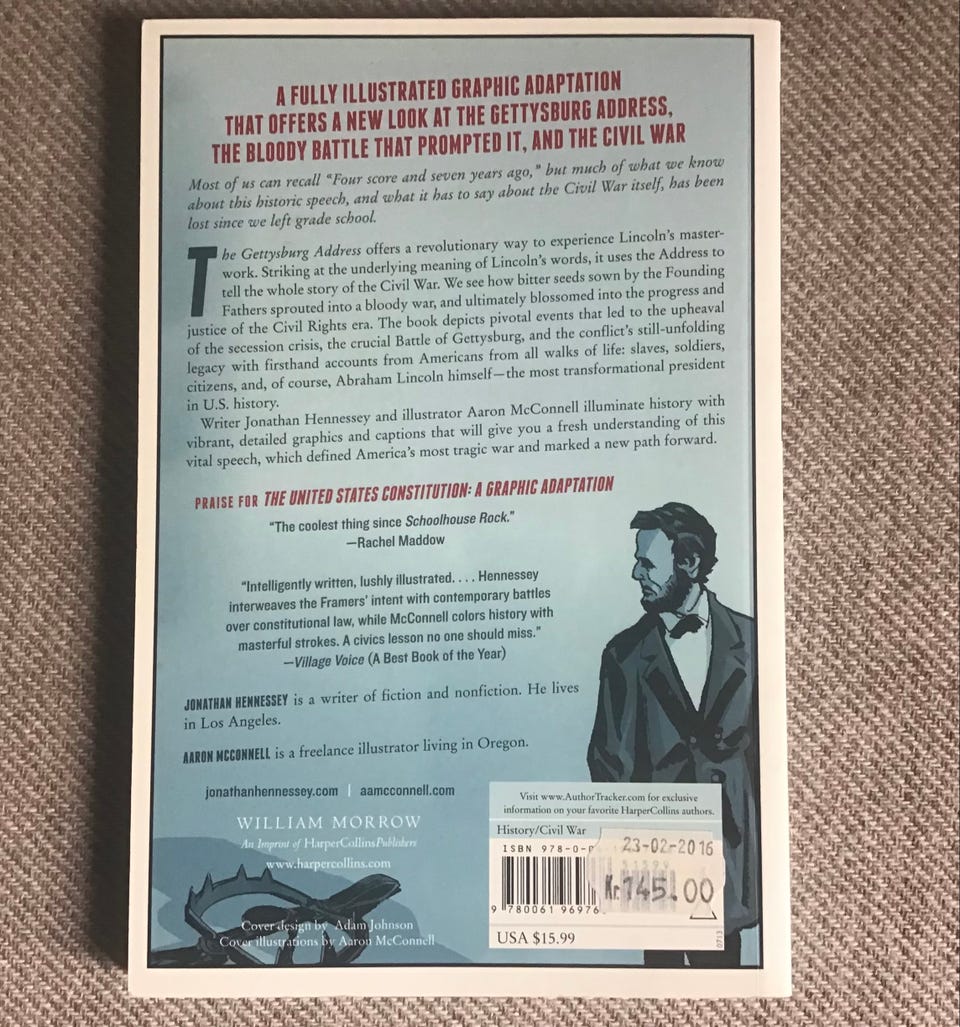 A FULLY ILLUSTRATED GRAPHIC ADAPTATION
THAT OFFERS A NEW LOOK AT THE GETTYSBURG ADDRESS,
THE BLOODY BATTLE THAT PROMPTED IT, AND THE CIVIL WAR
Most of us can recall "Four score and seven years ago," but much of what we know
about this historic speech, and what it has to say about the Civil War itself, has been
lost since we left grade school.
The Gettysburg Address offers a revolutionary way to experience Lincoln's master-
work. Striking at the underlying meaning of Lincoln's words, it uses the Address to
tell the whole story of the Civil War. We see how bitter seeds sown by the Founding
Fathers sprouted into a bloody war, and ultimately blossomed into the progress and
justice of the Civil Rights era. The book depicts pivotal events that led to the upheaval
of the secession crisis, the crucial Battle of Gettysburg, and the conflict's still-unfolding
legacy with firsthand accounts from Americans from all walks of life: slaves, soldiers,
citizens, and, of course, Abraham Lincoln himself—the most transformational president
in U.S. history.
Writer Jonathan Hennessey and illustrator Aaron McConnell illuminate history with
vibrant, detailed graphics and captions that will give you a fresh understanding of this
vital speech, which defined America's most tragic war and marked a new path forward.
PRAISE FOR THE UNITED STATES CONSTITUTION: A GRAPHIC ADAPTATION
"The coolest thing since Schoolhouse Rock."
—Rachel Maddow
"Intelligently written, lushly illustrated. . . . Hennessey
interweaves the Framers' intent with contemporary battles
over constitutional law, while McConnell colors history with
masterful strokes. A civics lesson no one should miss."
—Village Voice (A Best Book of the Year)
JONATHAN HENNESSEY is a writer of fiction and nonfiction. He lives
in Los Angeles.
AARON MCCONNELL is a freelance illustrator living in Oregon.
jonathanhennessey.com | aamcconnell.com
WILLIAM MORROW
An Imprint of HarperCollinsPublishers
www.harpercollins.com
Cover design by Adam Johnson
Cover illustrations by Aaron McConnell
Visit www.AuthorTracker.com for exclusive
information on your favorite HarperCollins authors.
History/Civil War
ISBN 978-0-
23-02-2016
Kr.145.00
9 780061 96976
USA $15.99
0713